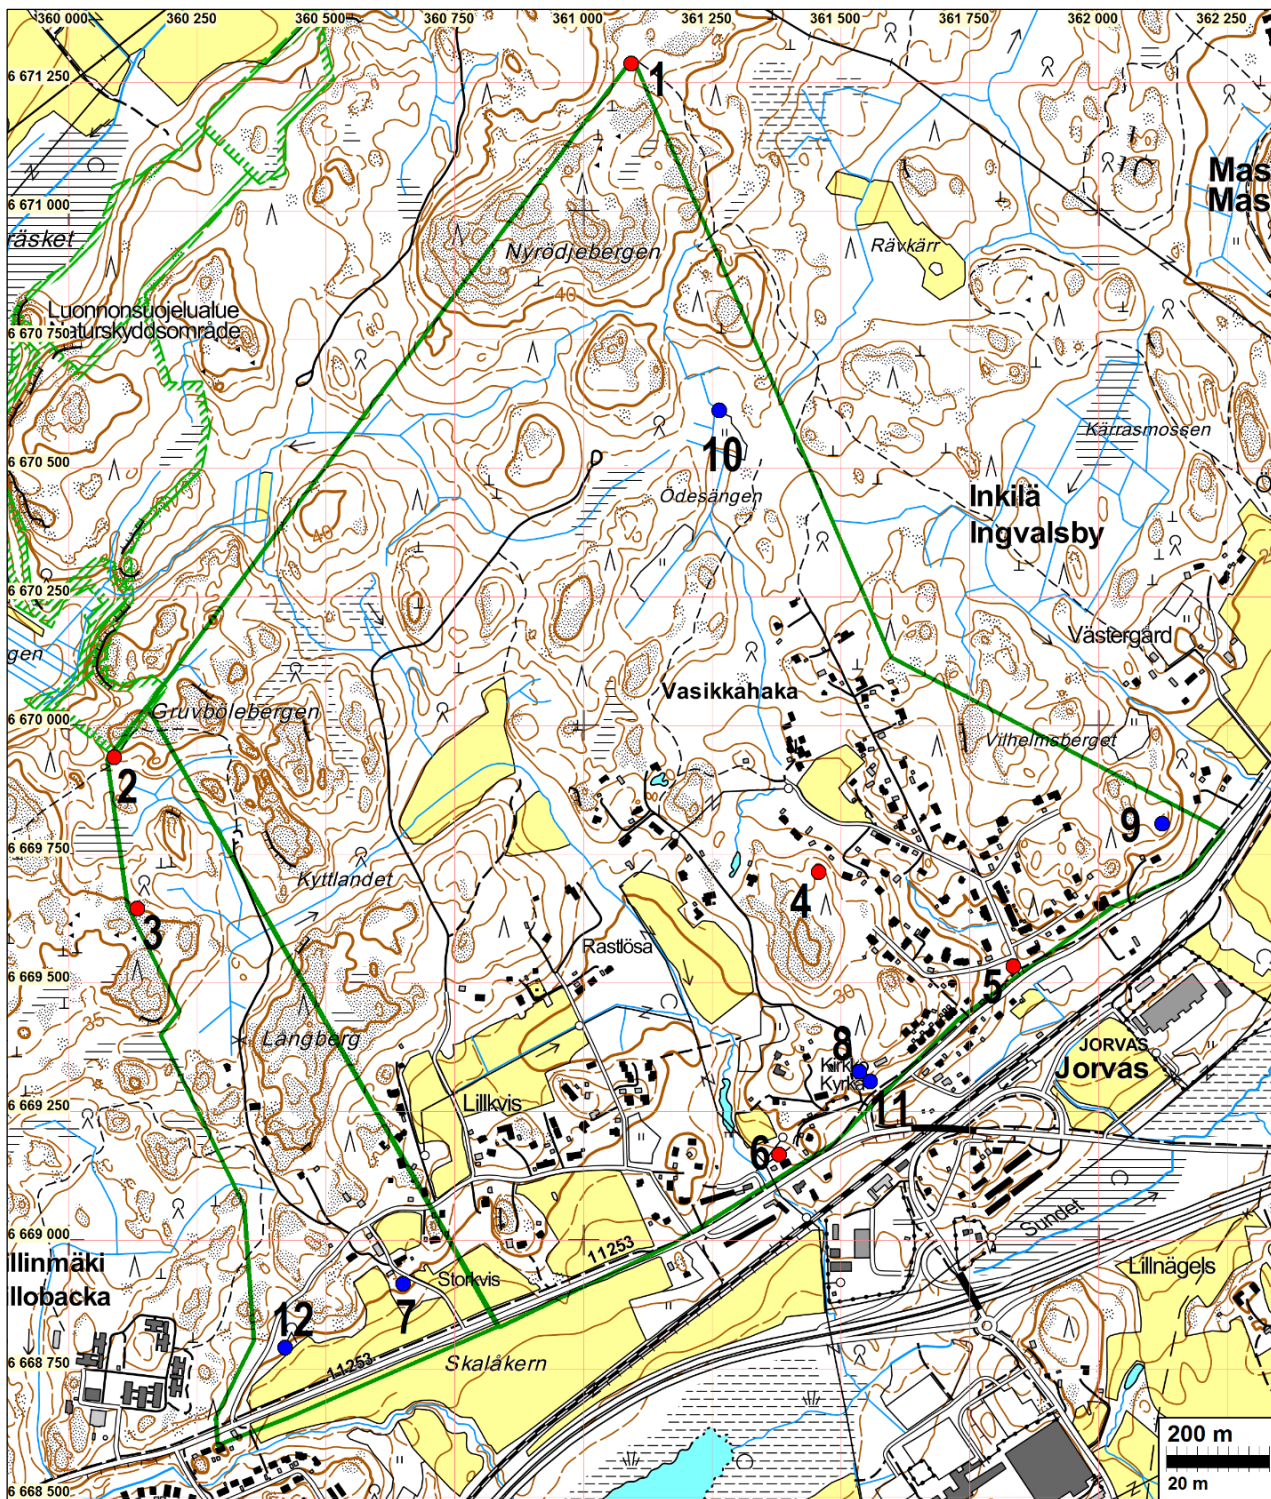 360 000 360 250 360 500 360 750 361 000 361 250 361 500 361 750 362 000 362 250
6 671 250
1
Mas
Mas
6 671 000
räsket
Nyrödjebergen
Rävkärr
40
Luonnonsuojelualue
Naturskyddsområde
6 670 750
10
Kärrasmossen
6 670 500
Ödesängen
Inkilä
Ingvalsby
40
6 670 250
Västergård
gen
Vasikkahaka
Gruvbölebergen
6 670 000
Vilhelmsberget
2
9
6 669 750
Kyttlandet
4
3
Rastlösa
6 669 500
5
30
35
Långberg
8
JORVAS
Jorvas
Kirkko
Kyrka
6 669 250
Lillkvis
11
6
6 669 000
Sundet
llinmäki
llobacka
11253
Storkvis
Lillnägels
7
12
6 668 750
11253
Skalåkern
200 m
20 m
6 668 500